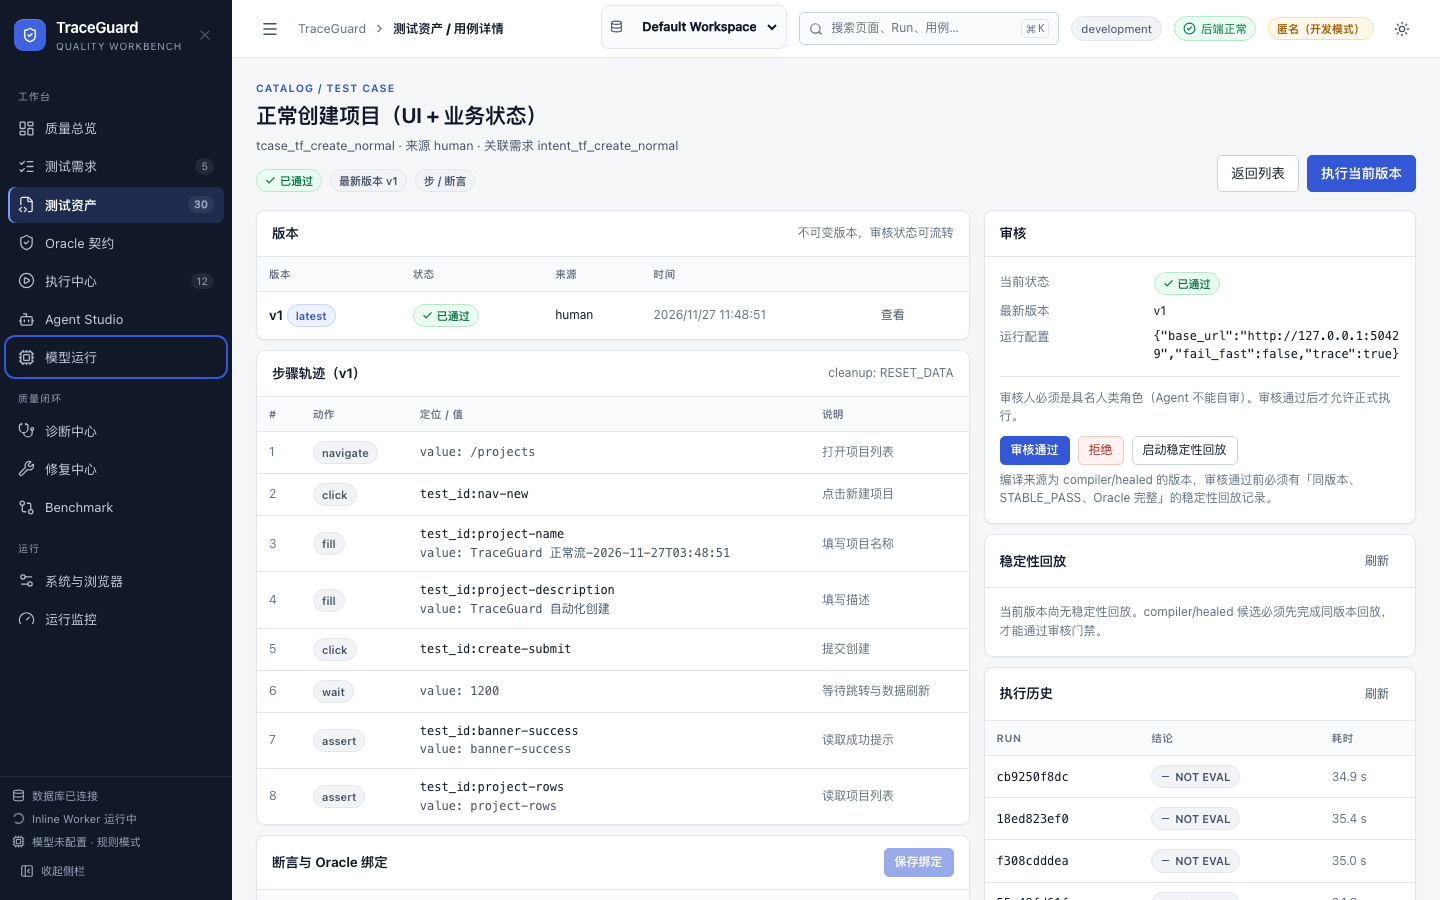 TraceGuard
QUALITY WORKBENCH
工作台
质量总览
测试需求 5
测试资产 30
Oracle 契约
执行中心 12
Agent Studio
模型运行
质量闭环
诊断中心
修复中心
Benchmark
运行
系统与浏览器
运行监控
数据库已连接
Inline Worker 运行中
模型未配置 · 规则模式
收起侧栏
TraceGuard > 测试资产 / 用例详情
Default Workspace
搜索页面、Run、用例... ⌘ K
development
后端正常
匿名（开发模式）
CATALOG / TEST CASE
正常创建项目（UI + 业务状态）
tcase_tf_create_normal · 来源 human · 关联需求 intent_tf_create_normal
已通过 最新版本 v1 步 / 断言
返回列表 执行当前版本
版本 不可变版本，审核状态可流转
版本 状态 来源 时间
v1 latest 已通过 human 2026/11/27 11:48:51 查看
步骤轨迹（v1） cleanup: RESET_DATA
# 动作 定位 / 值 说明
1 navigate value: /projects 打开项目列表
2 click test_id:nav-new 点击新建项目
3 fill test_id:project-name 填写项目名称
value: TraceGuard 正常流-2026-11-27T03:48:51
4 fill test_id:project-description 填写描述
value: TraceGuard 自动化创建
5 click test_id:create-submit 提交创建
6 wait value: 1200 等待跳转与数据刷新
7 assert test_id:banner-success 读取成功提示
value: banner-success
8 assert test_id:project-rows 读取项目列表
value: project-rows
断言与 Oracle 绑定 保存绑定
审核
当前状态 已通过
最新版本 v1
运行配置 {"base_url":"http://127.0.0.1:5042
9","fail_fast":false,"trace":true}
审核人必须是具名人类角色（Agent 不能自审）。审核通过后才允许正式执
行。
审核通过 拒绝 启动稳定性回放
编译来源为 compiler/healed 的版本，审核通过前必须有「同版本、
STABLE_PASS、Oracle 完整」的稳定性回放记录。
稳定性回放 刷新
当前版本尚无稳定性回放。compiler/healed 候选必须先完成同版本回放，
才能通过审核门禁。
执行历史 刷新
RUN 结论 耗时
cb9250f8dc NOT EVAL 34.9 s
18ed823ef0 NOT EVAL 35.4 s
f308cdddea NOT EVAL 35.0 s